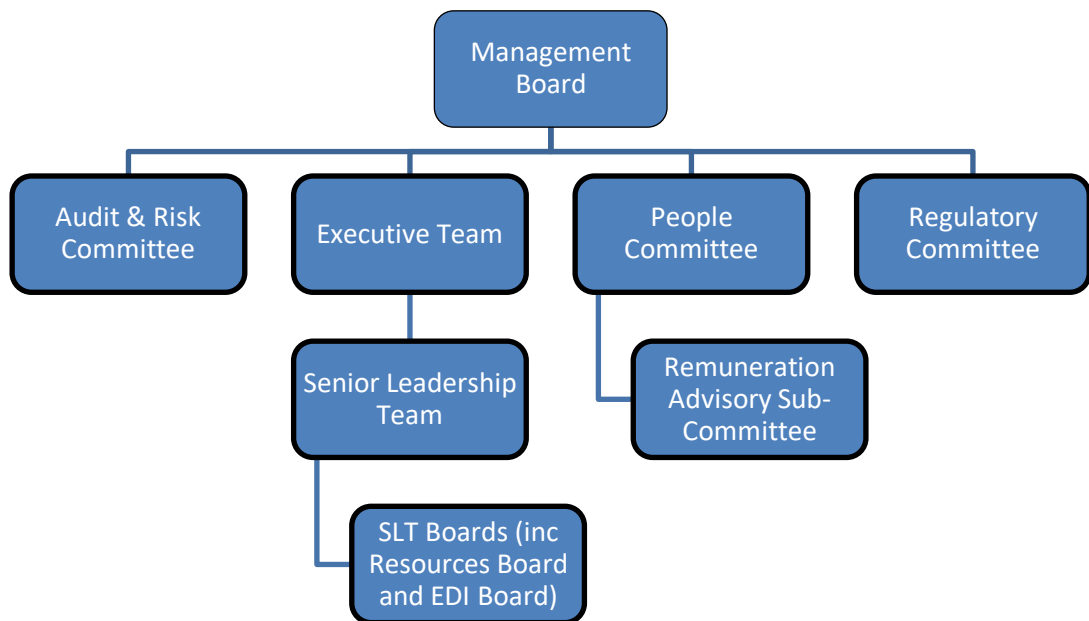 Management
Board
Audit & Risk
Committee
Executive Team
People
Committee
Regulatory
Committee
Senior Leadership
Team
Remuneration
Advisory Sub-
Committee
SLT Boards (inc
Resources Board
and EDI Board)